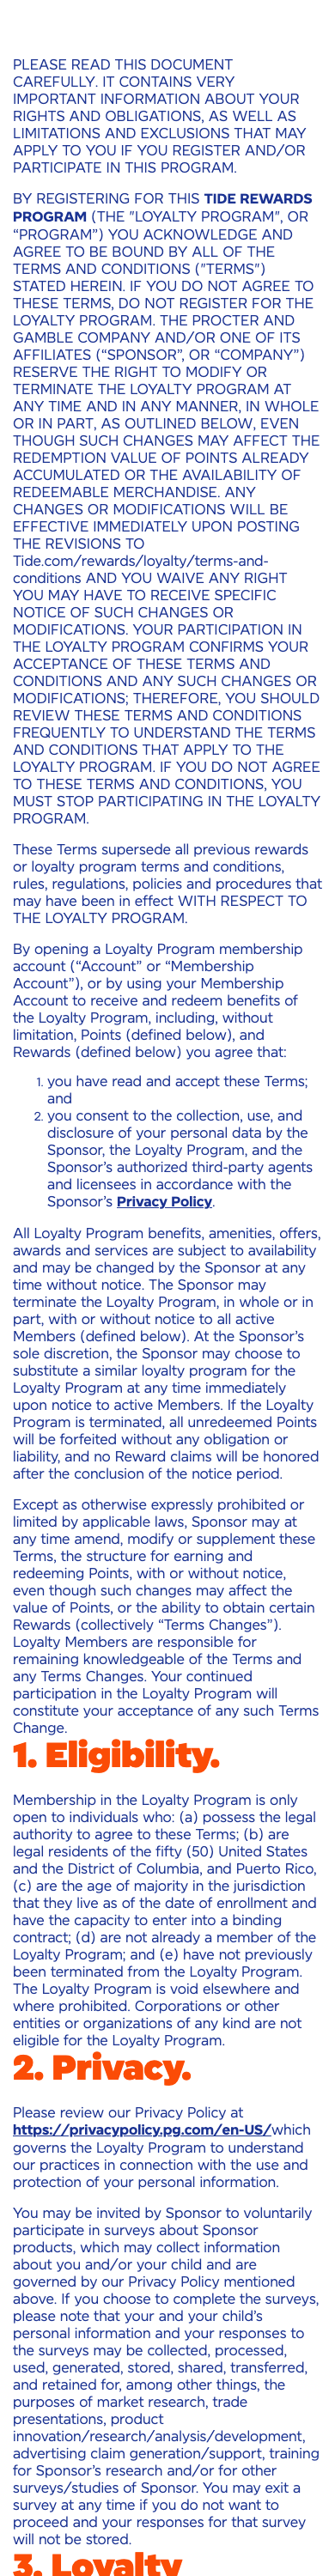 PLEASE READ THIS DOCUMENT
CAREFULLY. IT CONTAINS VERY
IMPORTANT INFORMATION ABOUT YOUR
RIGHTS AND OBLIGATIONS, AS WELL AS
LIMITATIONS AND EXCLUSIONS THAT MAY
APPLY TO YOU IF YOU REGISTER AND/OR
PARTICIPATE IN THIS PROGRAM.
BY REGISTERING FOR THIS TIDE REWARDS
PROGRAM (THE "LOYALTY PROGRAM", OR
“PROGRAM”) YOU ACKNOWLEDGE AND
AGREE TO BE BOUND BY ALL OF THE
TERMS AND CONDITIONS ("TERMS")
STATED HEREIN. IF YOU DO NOT AGREE TO
THESE TERMS, DO NOT REGISTER FOR THE
LOYALTY PROGRAM. THE PROCTER AND
GAMBLE COMPANY AND/OR ONE OF ITS
AFFILIATES (“SPONSOR”, OR “COMPANY”)
RESERVE THE RIGHT TO MODIFY OR
TERMINATE THE LOYALTY PROGRAM AT
ANY TIME AND IN ANY MANNER, IN WHOLE
OR IN PART, AS OUTLINED BELOW, EVEN
THOUGH SUCH CHANGES MAY AFFECT THE
REDEMPTION VALUE OF POINTS ALREADY
ACCUMULATED OR THE AVAILABILITY OF
REDEEMABLE MERCHANDISE. ANY
CHANGES OR MODIFICATIONS WILL BE
EFFECTIVE IMMEDIATELY UPON POSTING
THE REVISIONS TO
Tide.com/rewards/loyalty/terms-and-
conditions AND YOU WAIVE ANY RIGHT
YOU MAY HAVE TO RECEIVE SPECIFIC
NOTICE OF SUCH CHANGES OR
MODIFICATIONS. YOUR PARTICIPATION IN
THE LOYALTY PROGRAM CONFIRMS YOUR
ACCEPTANCE OF THESE TERMS AND
CONDITIONS AND ANY SUCH CHANGES OR
MODIFICATIONS; THEREFORE, YOU SHOULD
REVIEW THESE TERMS AND CONDITIONS
FREQUENTLY TO UNDERSTAND THE TERMS
AND CONDITIONS THAT APPLY TO THE
LOYALTY PROGRAM. IF YOU DO NOT AGREE
TO THESE TERMS AND CONDITIONS, YOU
MUST STOP PARTICIPATING IN THE LOYALTY
PROGRAM.
These Terms supersede all previous rewards
or loyalty program terms and conditions,
rules, regulations, policies and procedures that
may have been in effect WITH RESPECT TO
THE LOYALTY PROGRAM.
By opening a Loyalty Program membership
account (“Account” or “Membership
Account”), or by using your Membership
Account to receive and redeem benefits of
the Loyalty Program, including, without
limitation, Points (defined below), and
Rewards (defined below) you agree that:
1. you have read and accept these Terms;
and
2. you consent to the collection, use, and
disclosure of your personal data by the
Sponsor, the Loyalty Program, and the
Sponsor’s authorized third-party agents
and licensees in accordance with the
Sponsor’s Privacy Policy.
All Loyalty Program benefits, amenities, offers,
awards and services are subject to availability
and may be changed by the Sponsor at any
time without notice. The Sponsor may
terminate the Loyalty Program, in whole or in
part, with or without notice to all active
Members (defined below). At the Sponsor’s
sole discretion, the Sponsor may choose to
substitute a similar loyalty program for the
Loyalty Program at any time immediately
upon notice to active Members. If the Loyalty
Program is terminated, all unredeemed Points
will be forfeited without any obligation or
liability, and no Reward claims will be honored
after the conclusion of the notice period.
Except as otherwise expressly prohibited or
limited by applicable laws, Sponsor may at
any time amend, modify or supplement these
Terms, the structure for earning and
redeeming Points, with or without notice,
even though such changes may affect the
value of Points, or the ability to obtain certain
Rewards (collectively “Terms Changes”).
Loyalty Members are responsible for
remaining knowledgeable of the Terms and
any Terms Changes. Your continued
participation in the Loyalty Program will
constitute your acceptance of any such Terms
Change.
1. Eligibility.
Membership in the Loyalty Program is only
open to individuals who: (a) possess the legal
authority to agree to these Terms; (b) are
legal residents of the fifty (50) United States
and the District of Columbia, and Puerto Rico,
(c) are the age of majority in the jurisdiction
that they live as of the date of enrollment and
have the capacity to enter into a binding
contract; (d) are not already a member of the
Loyalty Program; and (e) have not previously
been terminated from the Loyalty Program.
The Loyalty Program is void elsewhere and
where prohibited. Corporations or other
entities or organizations of any kind are not
eligible for the Loyalty Program.
2. Privacy.
Please review our Privacy Policy at
https://privacypolicy.pg.com/en-US/which
governs the Loyalty Program to understand
our practices in connection with the use and
protection of your personal information.
You may be invited by Sponsor to voluntarily
participate in surveys about Sponsor
products, which may collect information
about you and/or your child and are
governed by our Privacy Policy mentioned
above. If you choose to complete the surveys,
please note that your and your child’s
personal information and your responses to
the surveys may be collected, processed,
used, generated, stored, shared, transferred,
and retained for, among other things, the
purposes of market research, trade
presentations, product
innovation/research/analysis/development,
advertising claim generation/support, training
for Sponsor’s research and/or for other
surveys/studies of Sponsor. You may exit a
survey at any time if you do not want to
proceed and your responses for that survey
will not be stored.
3. Loyalty